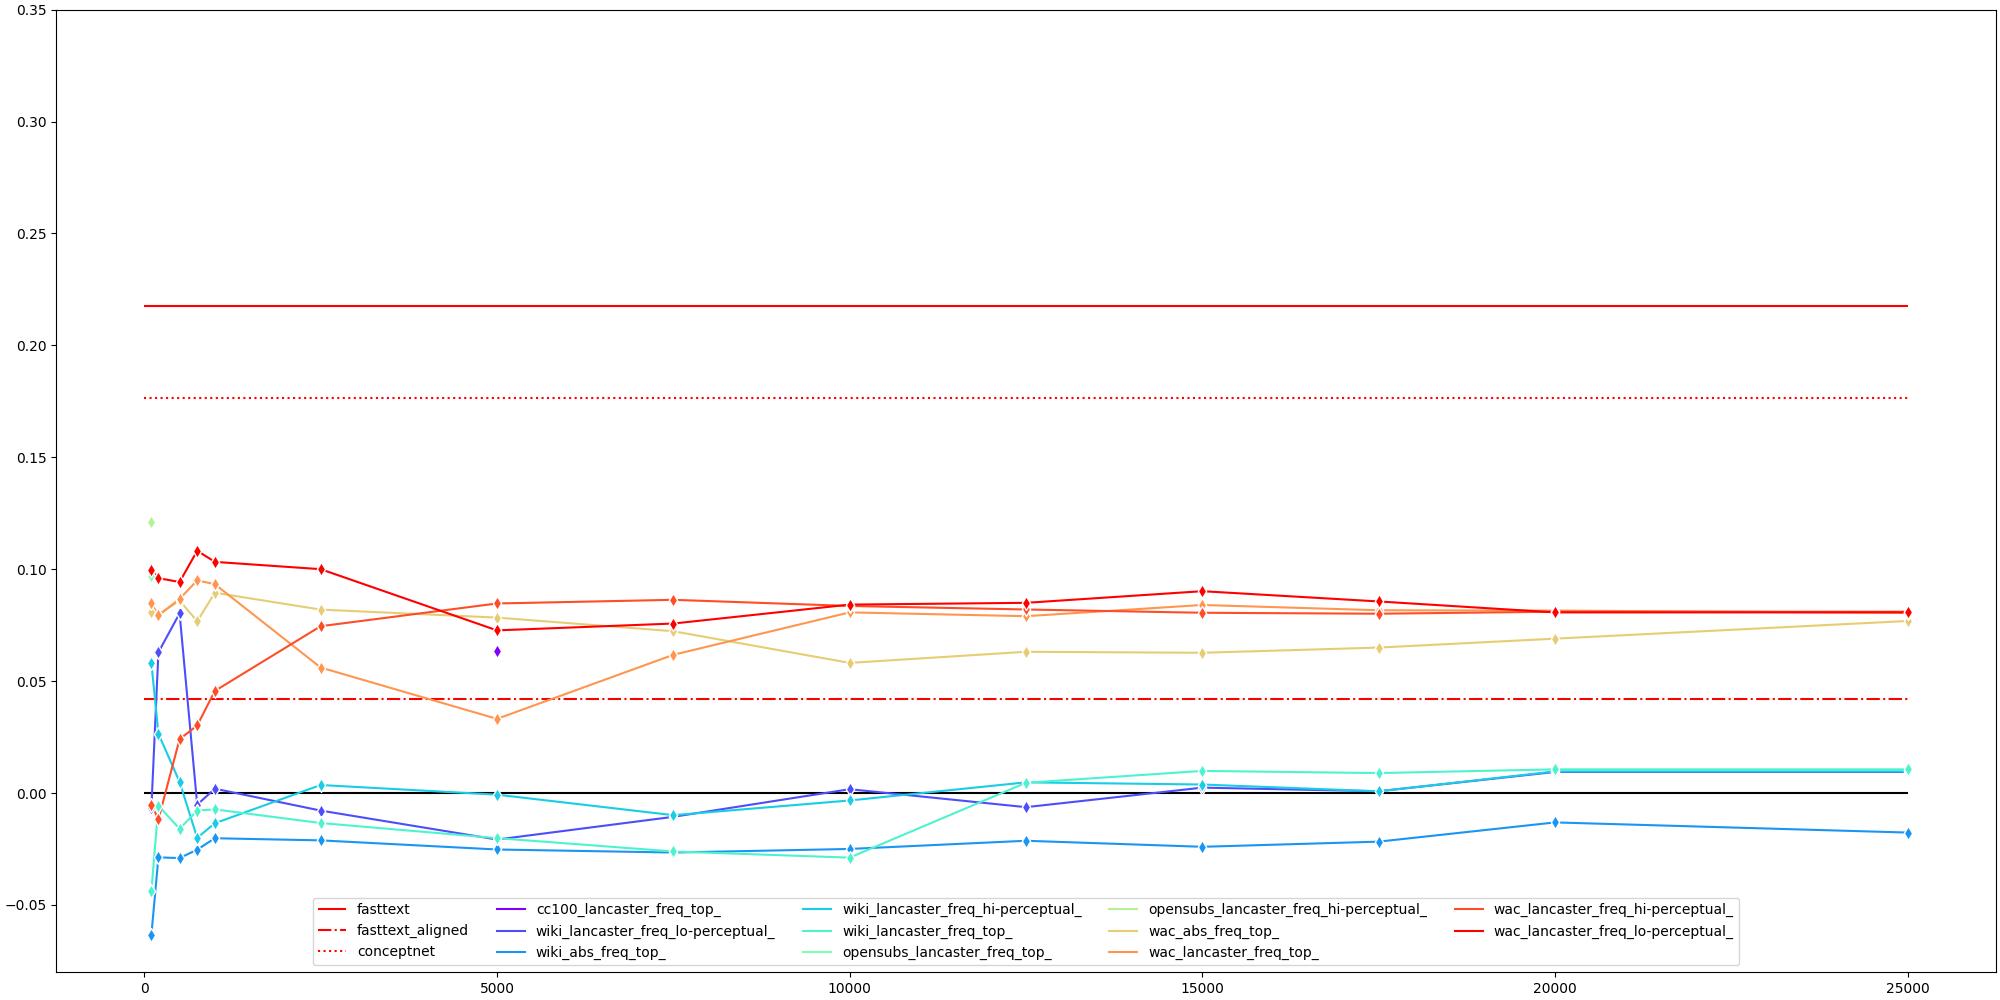 0.35
0.30
0.25
0.20
0.15
0.10
0.05
0.00
−0.05
fasttext
fasttext_aligned
conceptnet
cc100_lancaster_freq_top_
wiki_lancaster_freq_lo-perceptual_
wiki_abs_freq_top_
wiki_lancaster_freq_hi-perceptual_
wiki_lancaster_freq_top_
opensubs_lancaster_freq_top_
opensubs_lancaster_freq_hi-perceptual_
wac_abs_freq_top_
wac_lancaster_freq_top_
wac_lancaster_freq_hi-perceptual_
wac_lancaster_freq_lo-perceptual_
0 5000 10000 15000 20000 25000